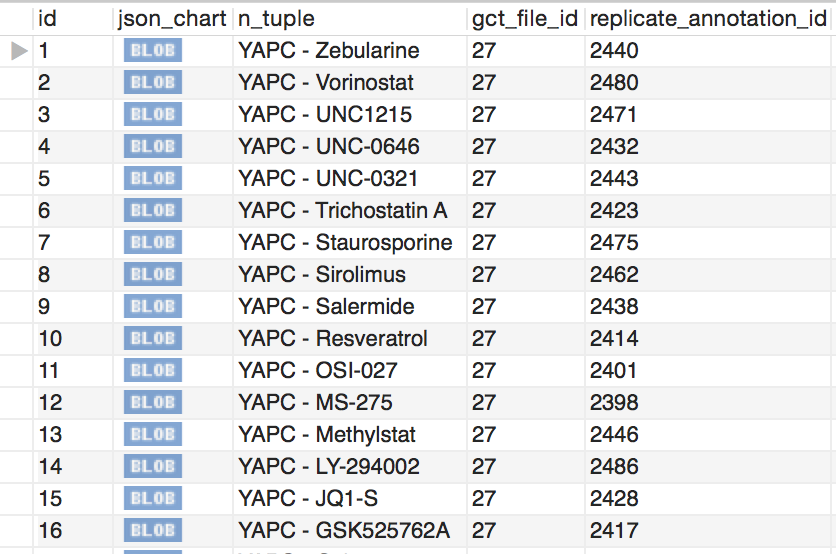 id json_chart n_tuple gct_file_id replicate_annotation_id
1 BLOB YAPC - Zebularine 27 2440
2 BLOB YAPC - Vorinostat 27 2480
3 BLOB YAPC - UNC1215 27 2471
4 BLOB YAPC - UNC-0646 27 2432
5 BLOB YAPC - UNC-0321 27 2443
6 BLOB YAPC - Trichostatin A 27 2423
7 BLOB YAPC - Staurosporine 27 2475
8 BLOB YAPC - Sirolimus 27 2462
9 BLOB YAPC - Salermide 27 2438
10 BLOB YAPC - Resveratrol 27 2414
11 BLOB YAPC - OSI-027 27 2401
12 BLOB YAPC - MS-275 27 2398
13 BLOB YAPC - Methylstat 27 2446
14 BLOB YAPC - LY-294002 27 2486
15 BLOB YAPC - JQ1-S 27 2428
16 BLOB YAPC - GSK525762A 27 2417